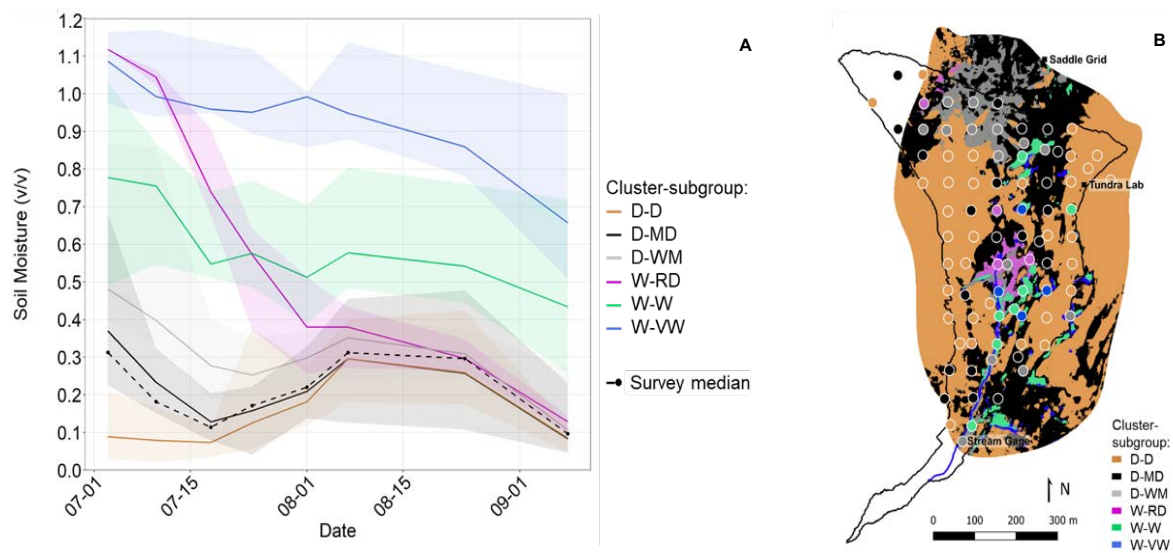 1.2
1.1
1.0
0.9
0.8
0.7
0.6
0.5
0.4
0.3
0.2
0.1
0.0
Soil Moisture (v/v)
07-01
07-15
08-01
08-15
09-01
Date
A
Cluster-subgroup:
D-D
D-MD
D-WM
W-RD
W-W
W-VW
Survey median
B
Saddle Grid
Tundra Lab
Stream Gage
N
0 100 200 300 m
Cluster-
subgroup:
D-D
D-MD
D-WM
W-RD
W-W
W-VW